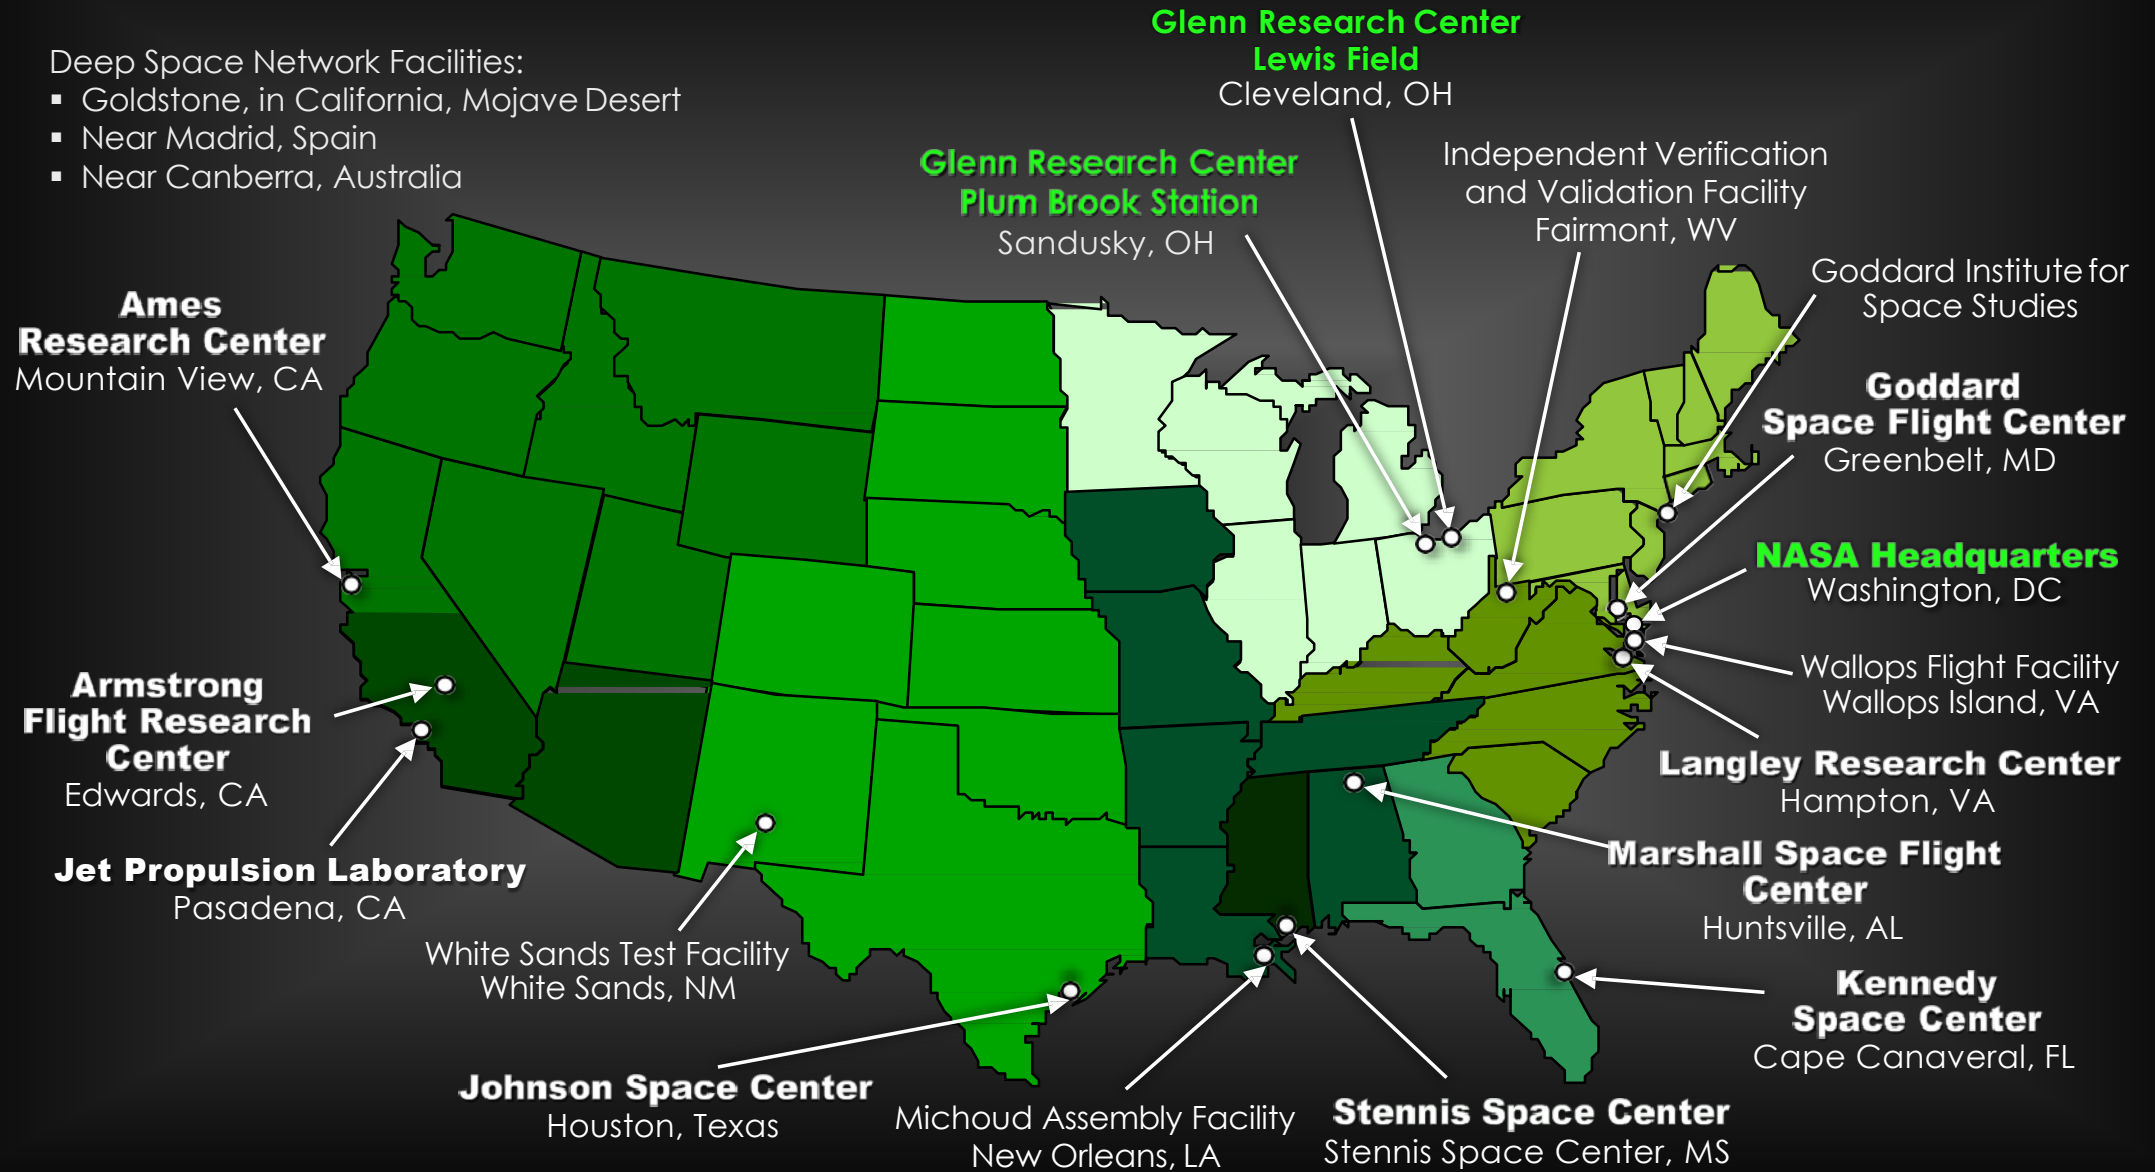 Deep Space Network Facilities:
▪ Goldstone, in California, Mojave Desert
▪ Near Madrid, Spain
▪ Near Canberra, Australia
Glenn Research Center
Lewis Field
Cleveland, OH
Glenn Research Center
Plum Brook Station
Sandusky, OH
Independent Verification
and Validation Facility
Fairmont, WV
Goddard Institute for
Space Studies
Ames
Research Center
Mountain View, CA
Goddard
Space Flight Center
Greenbelt, MD
NASA Headquarters
Washington, DC
Wallops Flight Facility
Wallops Island, VA
Armstrong
Flight Research
Center
Edwards, CA
Langley Research Center
Hampton, VA
Jet Propulsion Laboratory
Pasadena, CA
Marshall Space Flight
Center
Huntsville, AL
White Sands Test Facility
White Sands, NM
Kennedy
Space Center
Cape Canaveral, FL
Johnson Space Center
Houston, Texas
Michoud Assembly Facility
New Orleans, LA
Stennis Space Center
Stennis Space Center, MS